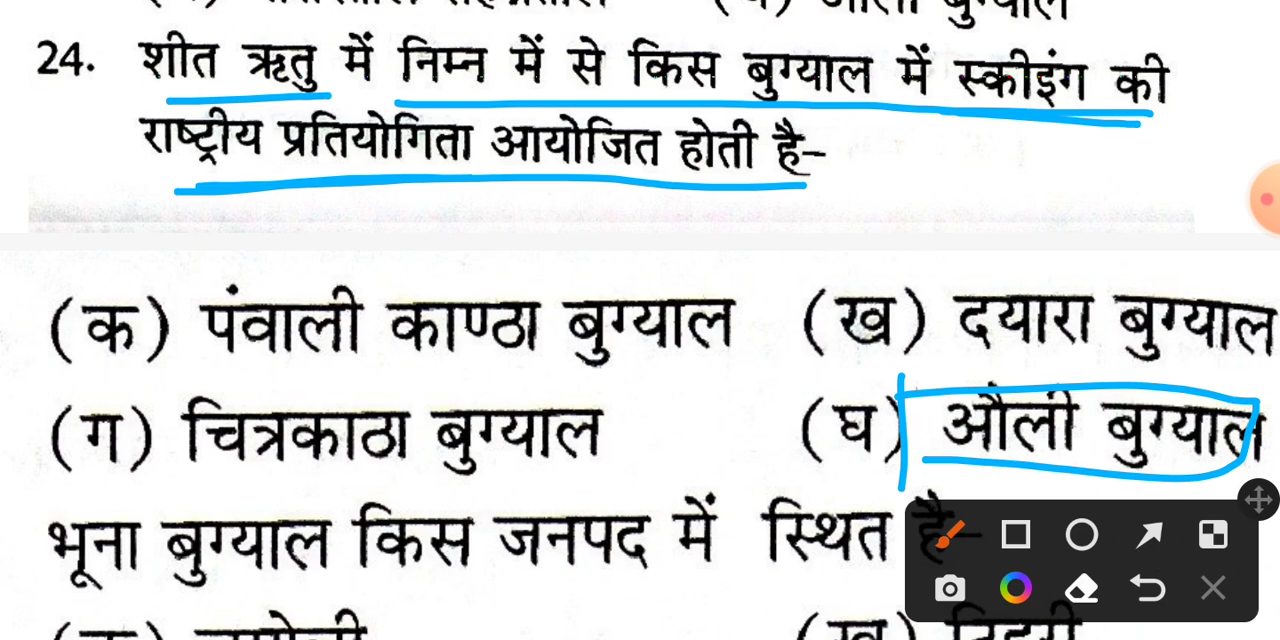 24. शीत ऋतु में निम्न में से किस बुग्याल में स्कीइंग की
राष्ट्रीय प्रतियोगिता आयोजित होती है–
(क) पंवाली काण्ठा बुग्याल (ख) दयारा बुग्याल
(ग) चित्रकाठा बुग्याल (घ) औली बुग्याल
भूना बुग्याल किस जनपद में स्थित है–